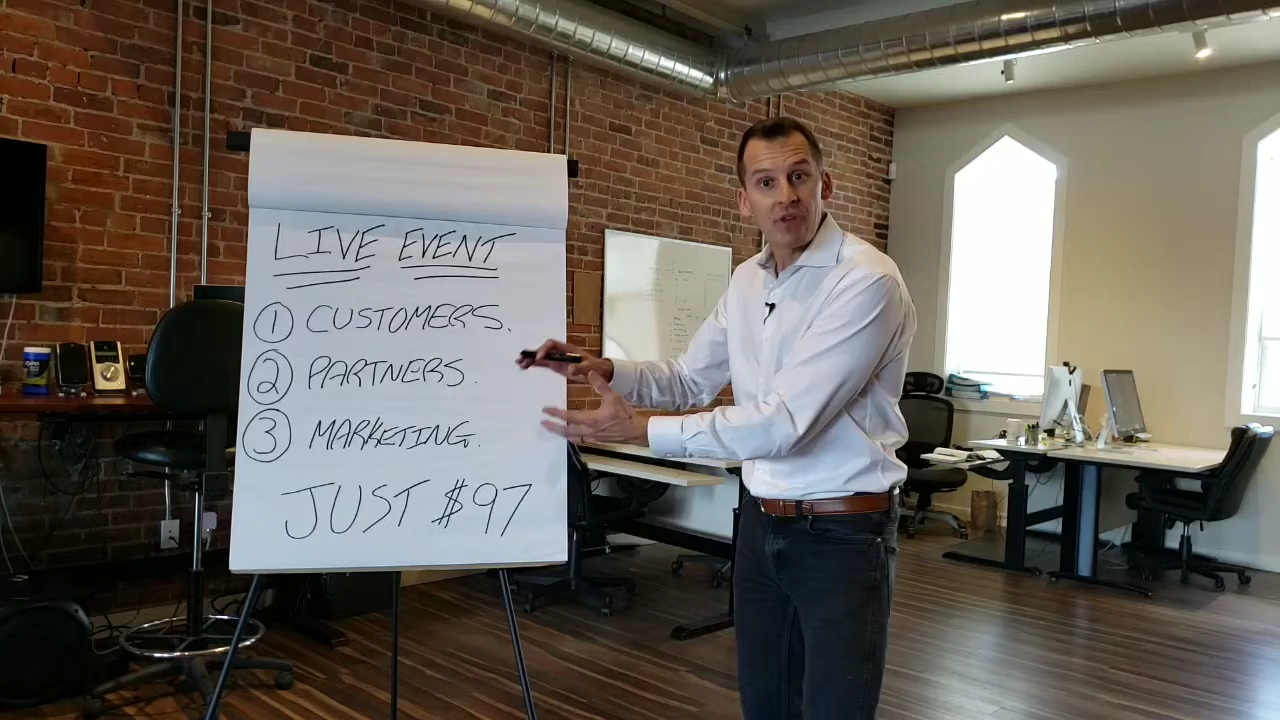 LIVE EVENT
① CUSTOMERS.
② PARTNERS.
③ MARKETING.
JUST $97